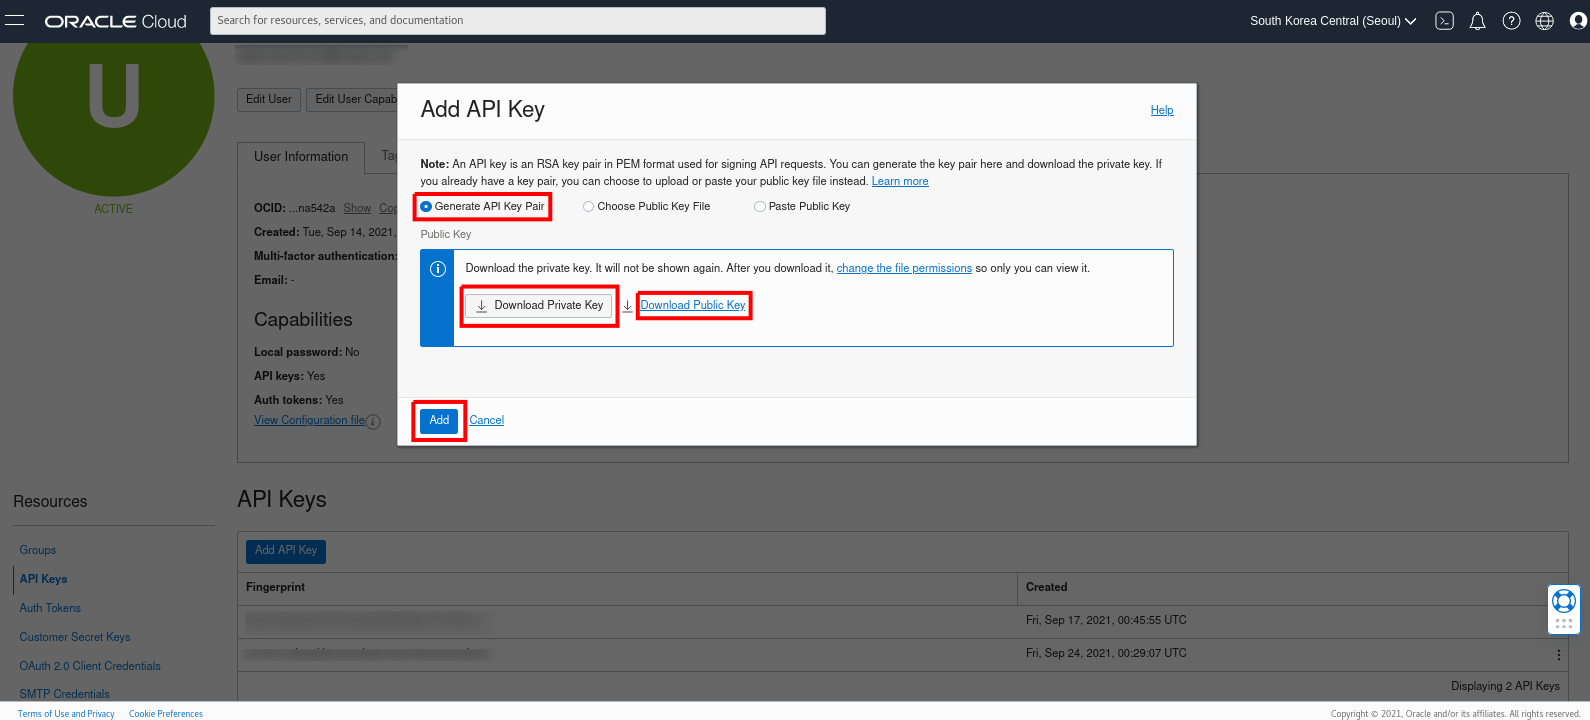 ORACLE Cloud
Search for resources, services, and documentation
South Korea Central (Seoul)
U
ACTIVE
Edit User
Edit User Capab
User Information
Ta
OCID: ...na542a Show Cop
Created: Tue, Sep 14, 2021,
Multi-factor authentication:
Email: -
Capabilities
Local password: No
API keys: Yes
Auth tokens: Yes
View Configuration file i
Add API Key
Help
Note: An API key is an RSA key pair in PEM format used for signing API requests. You can generate the key pair here and download the private key. If
you already have a key pair, you can choose to upload or paste your public key file instead. Learn more
Generate API Key Pair
Choose Public Key File
Paste Public Key
Public Key
Download the private key. It will not be shown again. After you download it, change the file permissions so only you can view it.
Download Private Key
Download Public Key
Add
Cancel
Resources
Groups
API Keys
Auth Tokens
Customer Secret Keys
OAuth 2.0 Client Credentials
SMTP Credentials
API Keys
Add API Key
Fingerprint
Created
Fri, Sep 17, 2021, 00:45:55 UTC
Fri, Sep 24, 2021, 00:29:07 UTC
Displaying 2 API Keys
Terms of Use and Privacy
Cookie Preferences
Copyright © 2021, Oracle and/or its affiliates. All rights reserved.